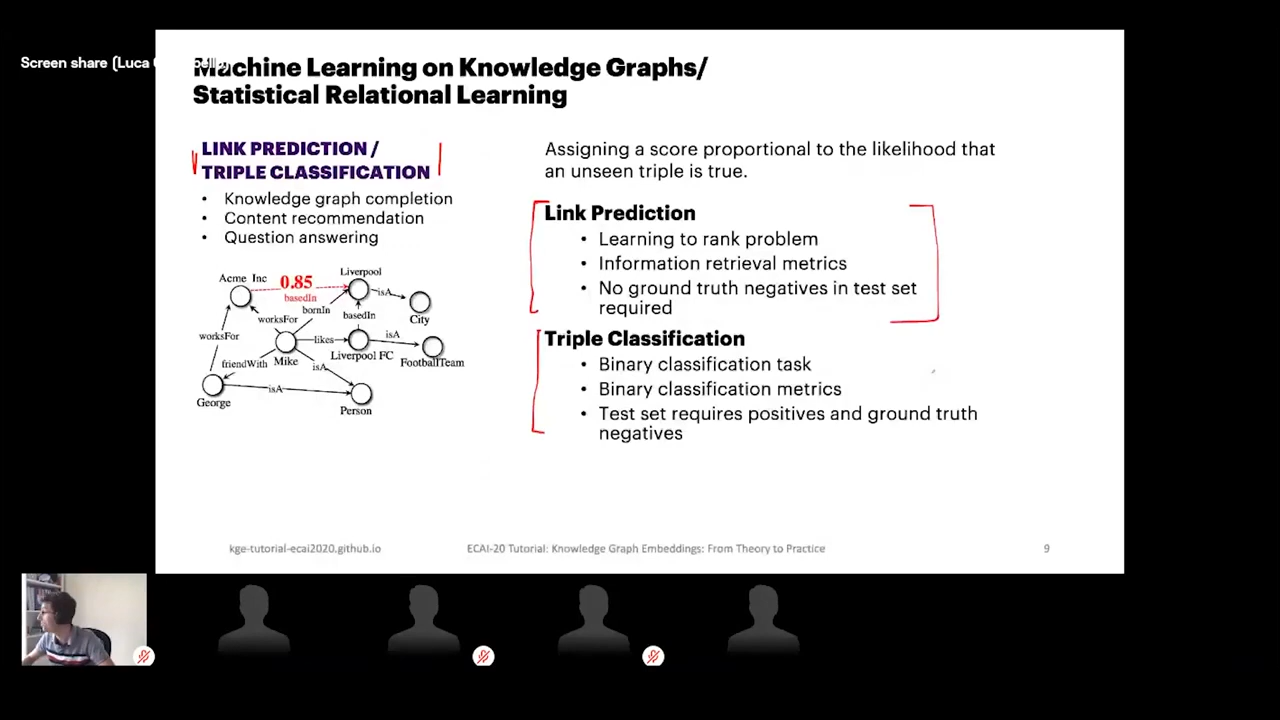 Screen share (Luca
Machine Learning on Knowledge Graphs/
Statistical Relational Learning
LINK PREDICTION /
TRIPLE CLASSIFICATION
• Knowledge graph completion
• Content recommendation
• Question answering
Acme Inc
0.85
basedIn
Liverpool
isA
City
worksFor
bornIn
basedIn
worksFor
likes
isA
Mike
Liverpool FC
FootballTeam
friendWith
isA
George
isA
Person
Assigning a score proportional to the likelihood that
an unseen triple is true.
Link Prediction
• Learning to rank problem
• Information retrieval metrics
• No ground truth negatives in test set
required
Triple Classification
• Binary classification task
• Binary classification metrics
• Test set requires positives and ground truth
negatives
kge-tutorial-ecai2020.github.io
ECAI-20 Tutorial: Knowledge Graph Embeddings: From Theory to Practice
9